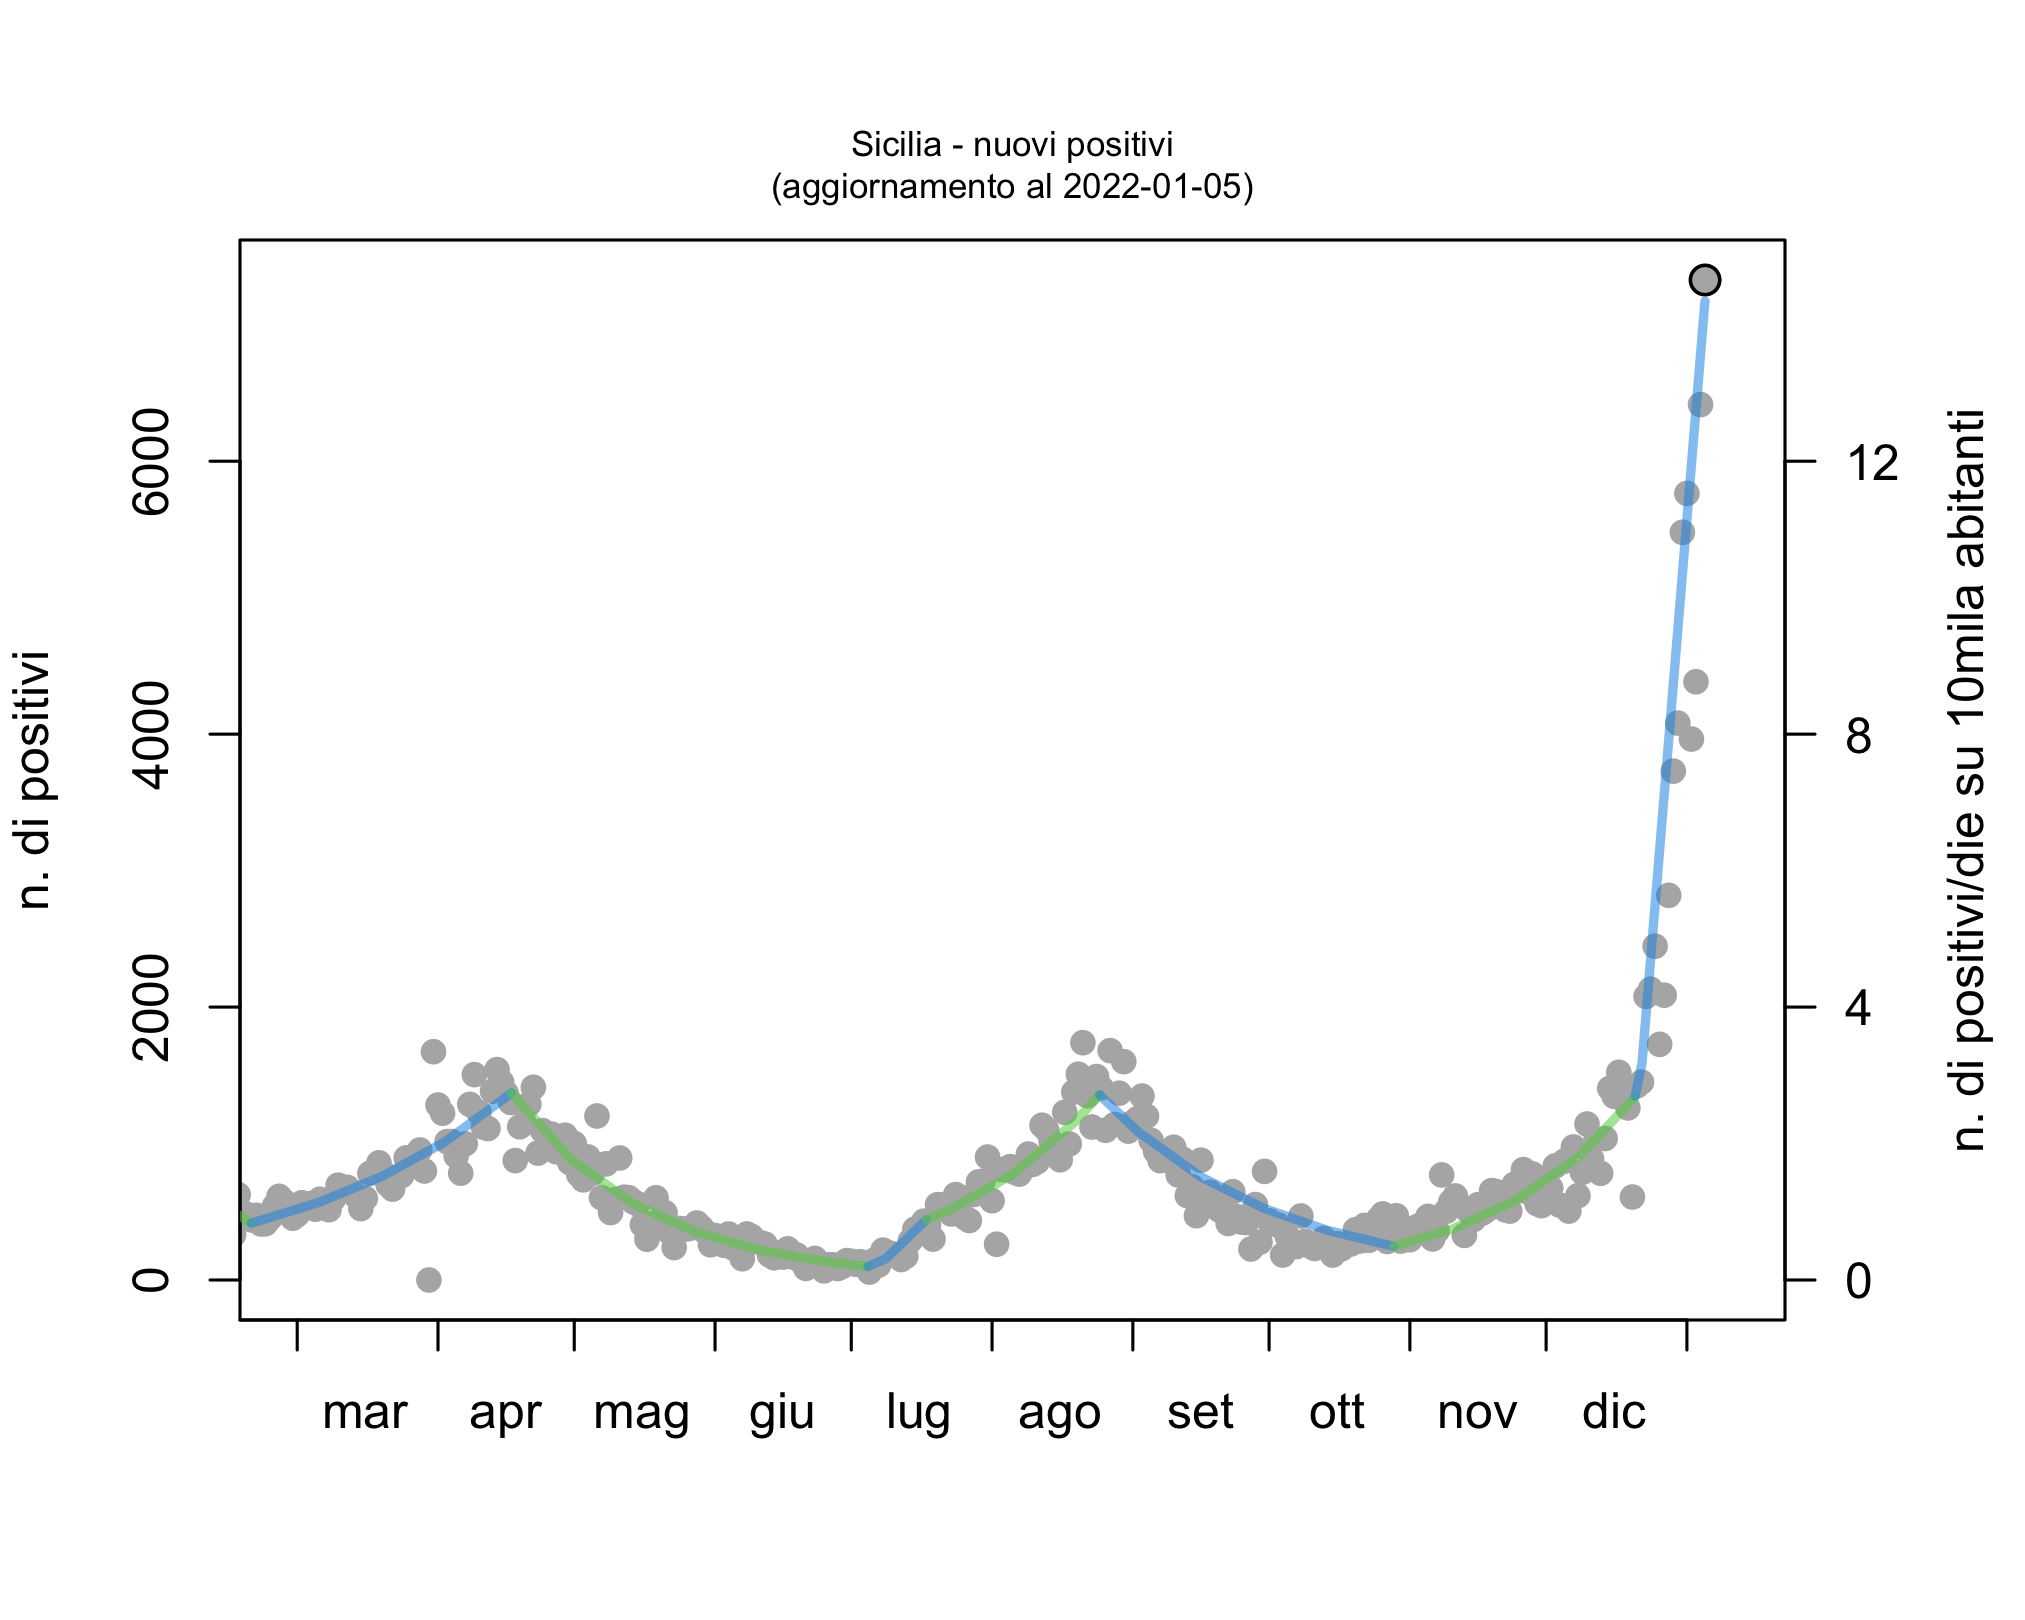 Sicilia - nuovi positivi
(aggiornamento al 2022-01-05)
n. di positivi
6000
4000
2000
0
12
8
4
0
n. di positivi/die su 10mila abitanti
mar apr mag giu lug ago set ott nov dic